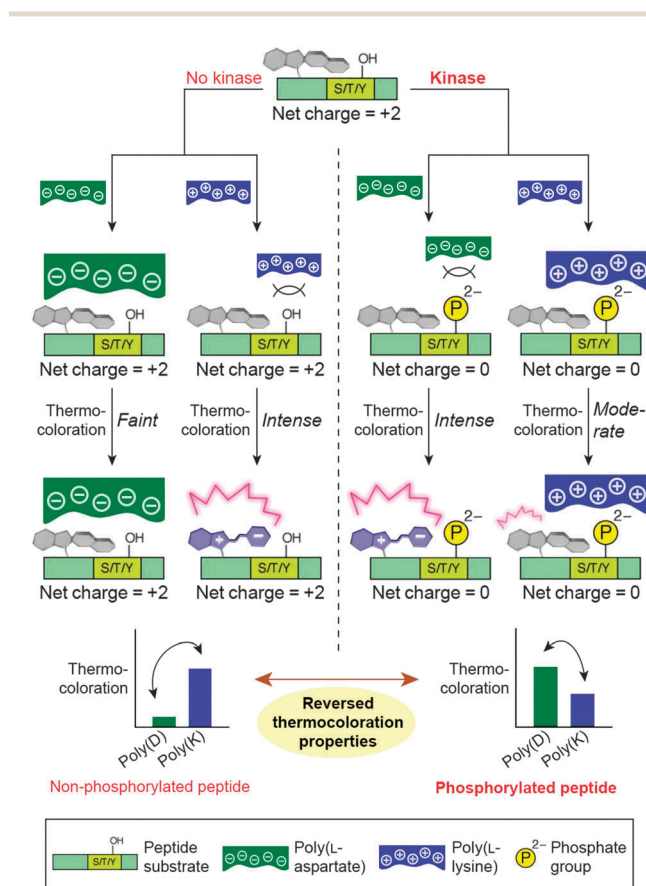 OH
No kinase
S/T/Y
Kinase
Net charge = +2
OH
OH
P 2–
P 2–
S/T/Y
S/T/Y
S/T/Y
S/T/Y
Net charge = +2
Net charge = +2
Net charge = 0
Net charge = 0
Thermo-
coloration
Faint
Thermo-
coloration
Intense
Thermo-
coloration
Intense
Thermo-
coloration
Mode-
rate
OH
OH
P 2–
P 2–
S/T/Y
S/T/Y
S/T/Y
S/T/Y
Net charge = +2
Net charge = +2
Net charge = 0
Net charge = 0
Thermo-
coloration
Poly(D)
Poly(K)
Reversed
thermocoloration
properties
Thermo-
coloration
Poly(D)
Poly(K)
Non-phosphorylated peptide
Phosphorylated peptide
OH
S/T/Y
Peptide
substrate
Poly(L-
aspartate)
Poly(L-
lysine)
P 2–
Phosphate
group